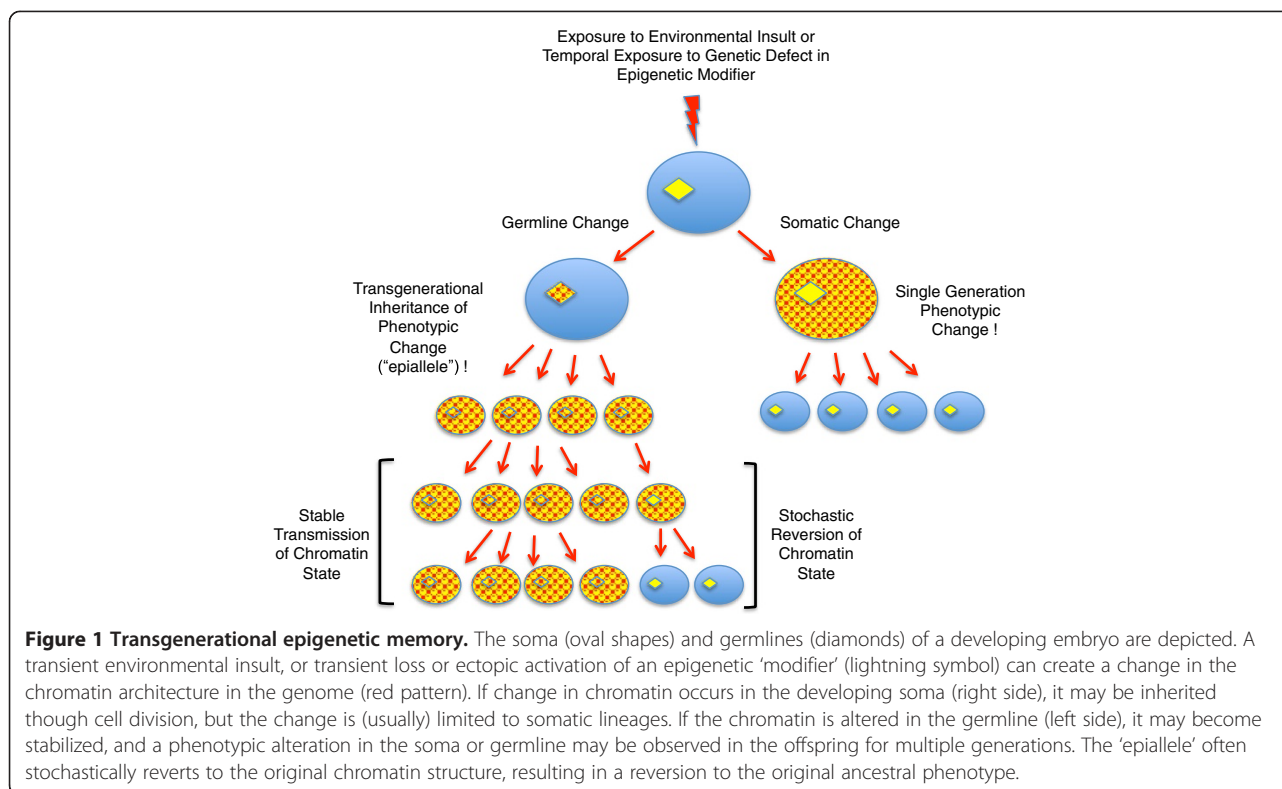 Exposure to Environmental Insult or
Temporal Exposure to Genetic Defect in
Epigenetic Modifier
Germline Change
Somatic Change
Transgenerational
Inheritance of
Phenotypic
Change
(“epiallele”) !
Single Generation
Phenotypic
Change !
Stable
Transmission
of Chromatin
State
Stochastic
Reversion of
Chromatin
State
Figure 1 Transgenerational epigenetic memory. The soma (oval shapes) and germlines (diamonds) of a developing embryo are depicted. A
transient environmental insult, or transient loss or ectopic activation of an epigenetic ‘modifier’ (lightning symbol) can create a change in the
chromatin architecture in the genome (red pattern). If change in chromatin occurs in the developing soma (right side), it may be inherited
though cell division, but the change is (usually) limited to somatic lineages. If the chromatin is altered in the germline (left side), it may become
stabilized, and a phenotypic alteration in the soma or germline may be observed in the offspring for multiple generations. The ‘epiallele’ often
stochastically reverts to the original chromatin structure, resulting in a reversion to the original ancestral phenotype.